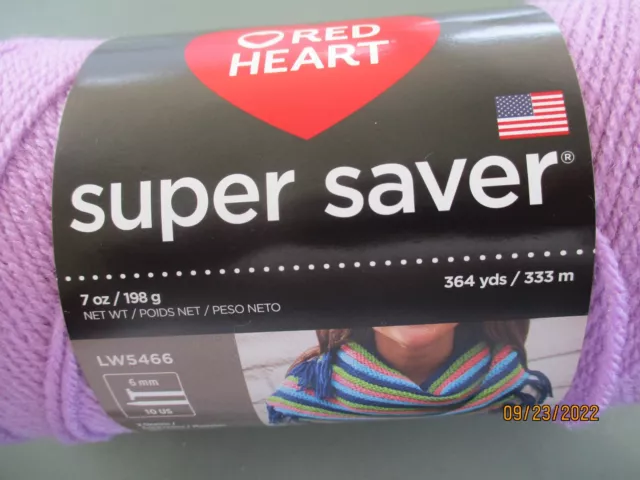 RED
HEART
super saver®
7 oz / 198 g
NET WT / POIDS NET / PESO NETO
364 yds / 333 m
LW5466
6 mm
10 US
09/23/2022